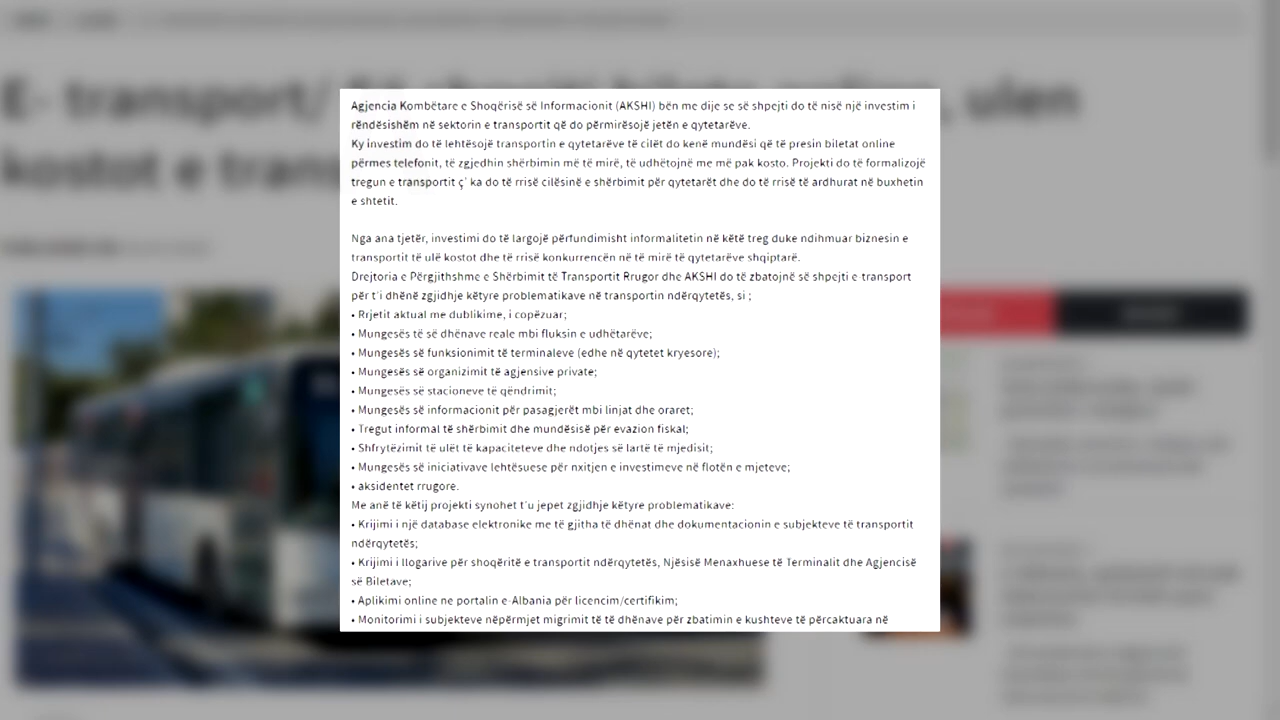 E- transport/
, ulen
kostot e
Agjencia Kombëtare e Shoqërisë së Informacionit (AKSHI) bën me dije se së shpejti do të nisë një investim i
rëndësishëm në sektorin e transportit që do përmirësojë jetën e qytetarëve.
Ky investim do të lehtësojë transportin e qytetarëve të cilët do kenë mundësi që të presin biletat online
përmes telefonit, të zgjedhin shërbimin më të mirë, të udhëtojnë me më pak kosto. Projekti do të formalizojë
tregun e transportit ç' ka do të rrisë cilësinë e shërbimit për qytetarët dhe do të rrisë të ardhurat në buxhetin
e shtetit.
Nga ana tjetër, investimi do të largojë përfundimisht informalitetin në këtë treg duke ndihmuar biznesin e
transportit të ulë kostot dhe të rrisë konkurrencën në të mirë të qytetarëve shqiptarë.
Drejtoria e Përgjithshme e Shërbimit të Transportit Rrugor dhe AKSHI do të zbatojnë së shpejti e-transport
për t'i dhënë zgjidhje këtyre problematikave në transportin ndërqytetës, si ;
• Rrjetit aktual me dublikime, i copëzuar;
• Mungesës të së dhënave reale mbi fluksin e udhëtarëve;
• Mungesës së funksionimit të terminaleve (edhe në qytetet kryesore);
• Mungesës së organizimit të agjensive private;
• Mungesës së stacioneve të qëndrimit;
• Mungesës së informacionit për pasagjerët mbi linjat dhe oraret;
• Tregut informal të shërbimit dhe mundësisë për evazion fiskal;
• Shfrytëzimit të ulët të kapaciteteve dhe ndotjes së lartë të mjedisit;
• Mungesës së iniciativave lehtësuese për nxitjen e investimeve në flotën e mjeteve;
• aksidentet rrugore.
Me anë të këtij projekti synohet t'u jepet zgjidhje këtyre problematikave:
• Krijimi i një database elektronike me të gjitha të dhënat dhe dokumentacionin e subjekteve të transportit
ndërqytetës;
• Krijimi i llogarive për shoqëritë e transportit ndërqytetës, Njësisë Menaxhuese të Terminalit dhe Agjencisë
së Biletave;
• Aplikimi online ne portalin e-Albania për licencim/certifikim;
• Monitorimi i subjekteve nëpërmjet migrimit të të dhënave për zbatimin e kushteve të përcaktuara në